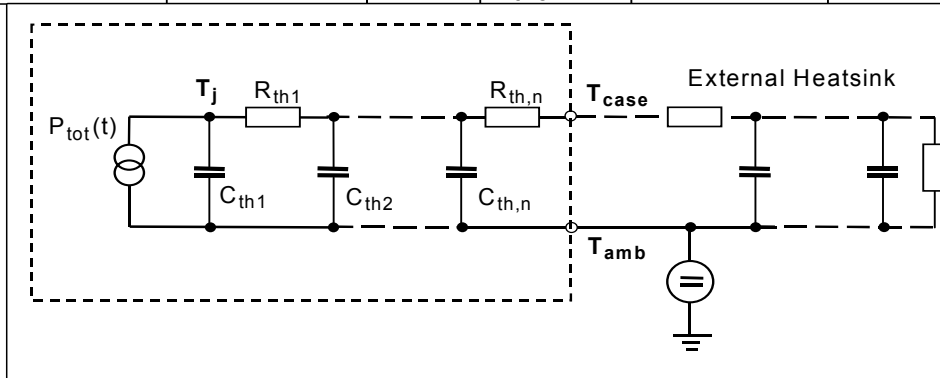 External Heatsink
T_j
R_th1
R_th,n
T_case
P_tot(t)
C_th1
C_th2
C_th,n
T_amb